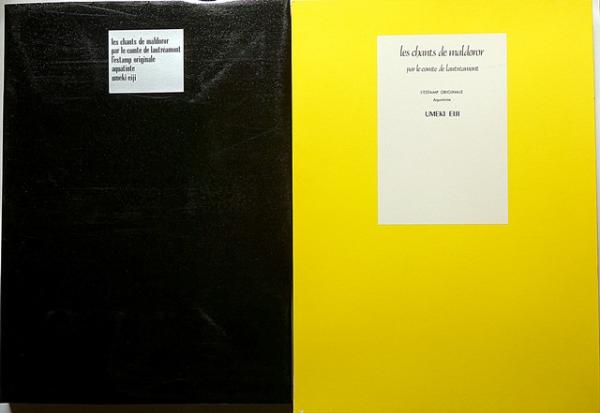 les chants de maldoror
par le comte de lautréamont
l'estamp originale
aquatinte
umeki eiji
les chants de maldoror
par le comte de lautréamont
l'ESTAMP ORIGINALE
Aquatinte
UMEKI EIJI